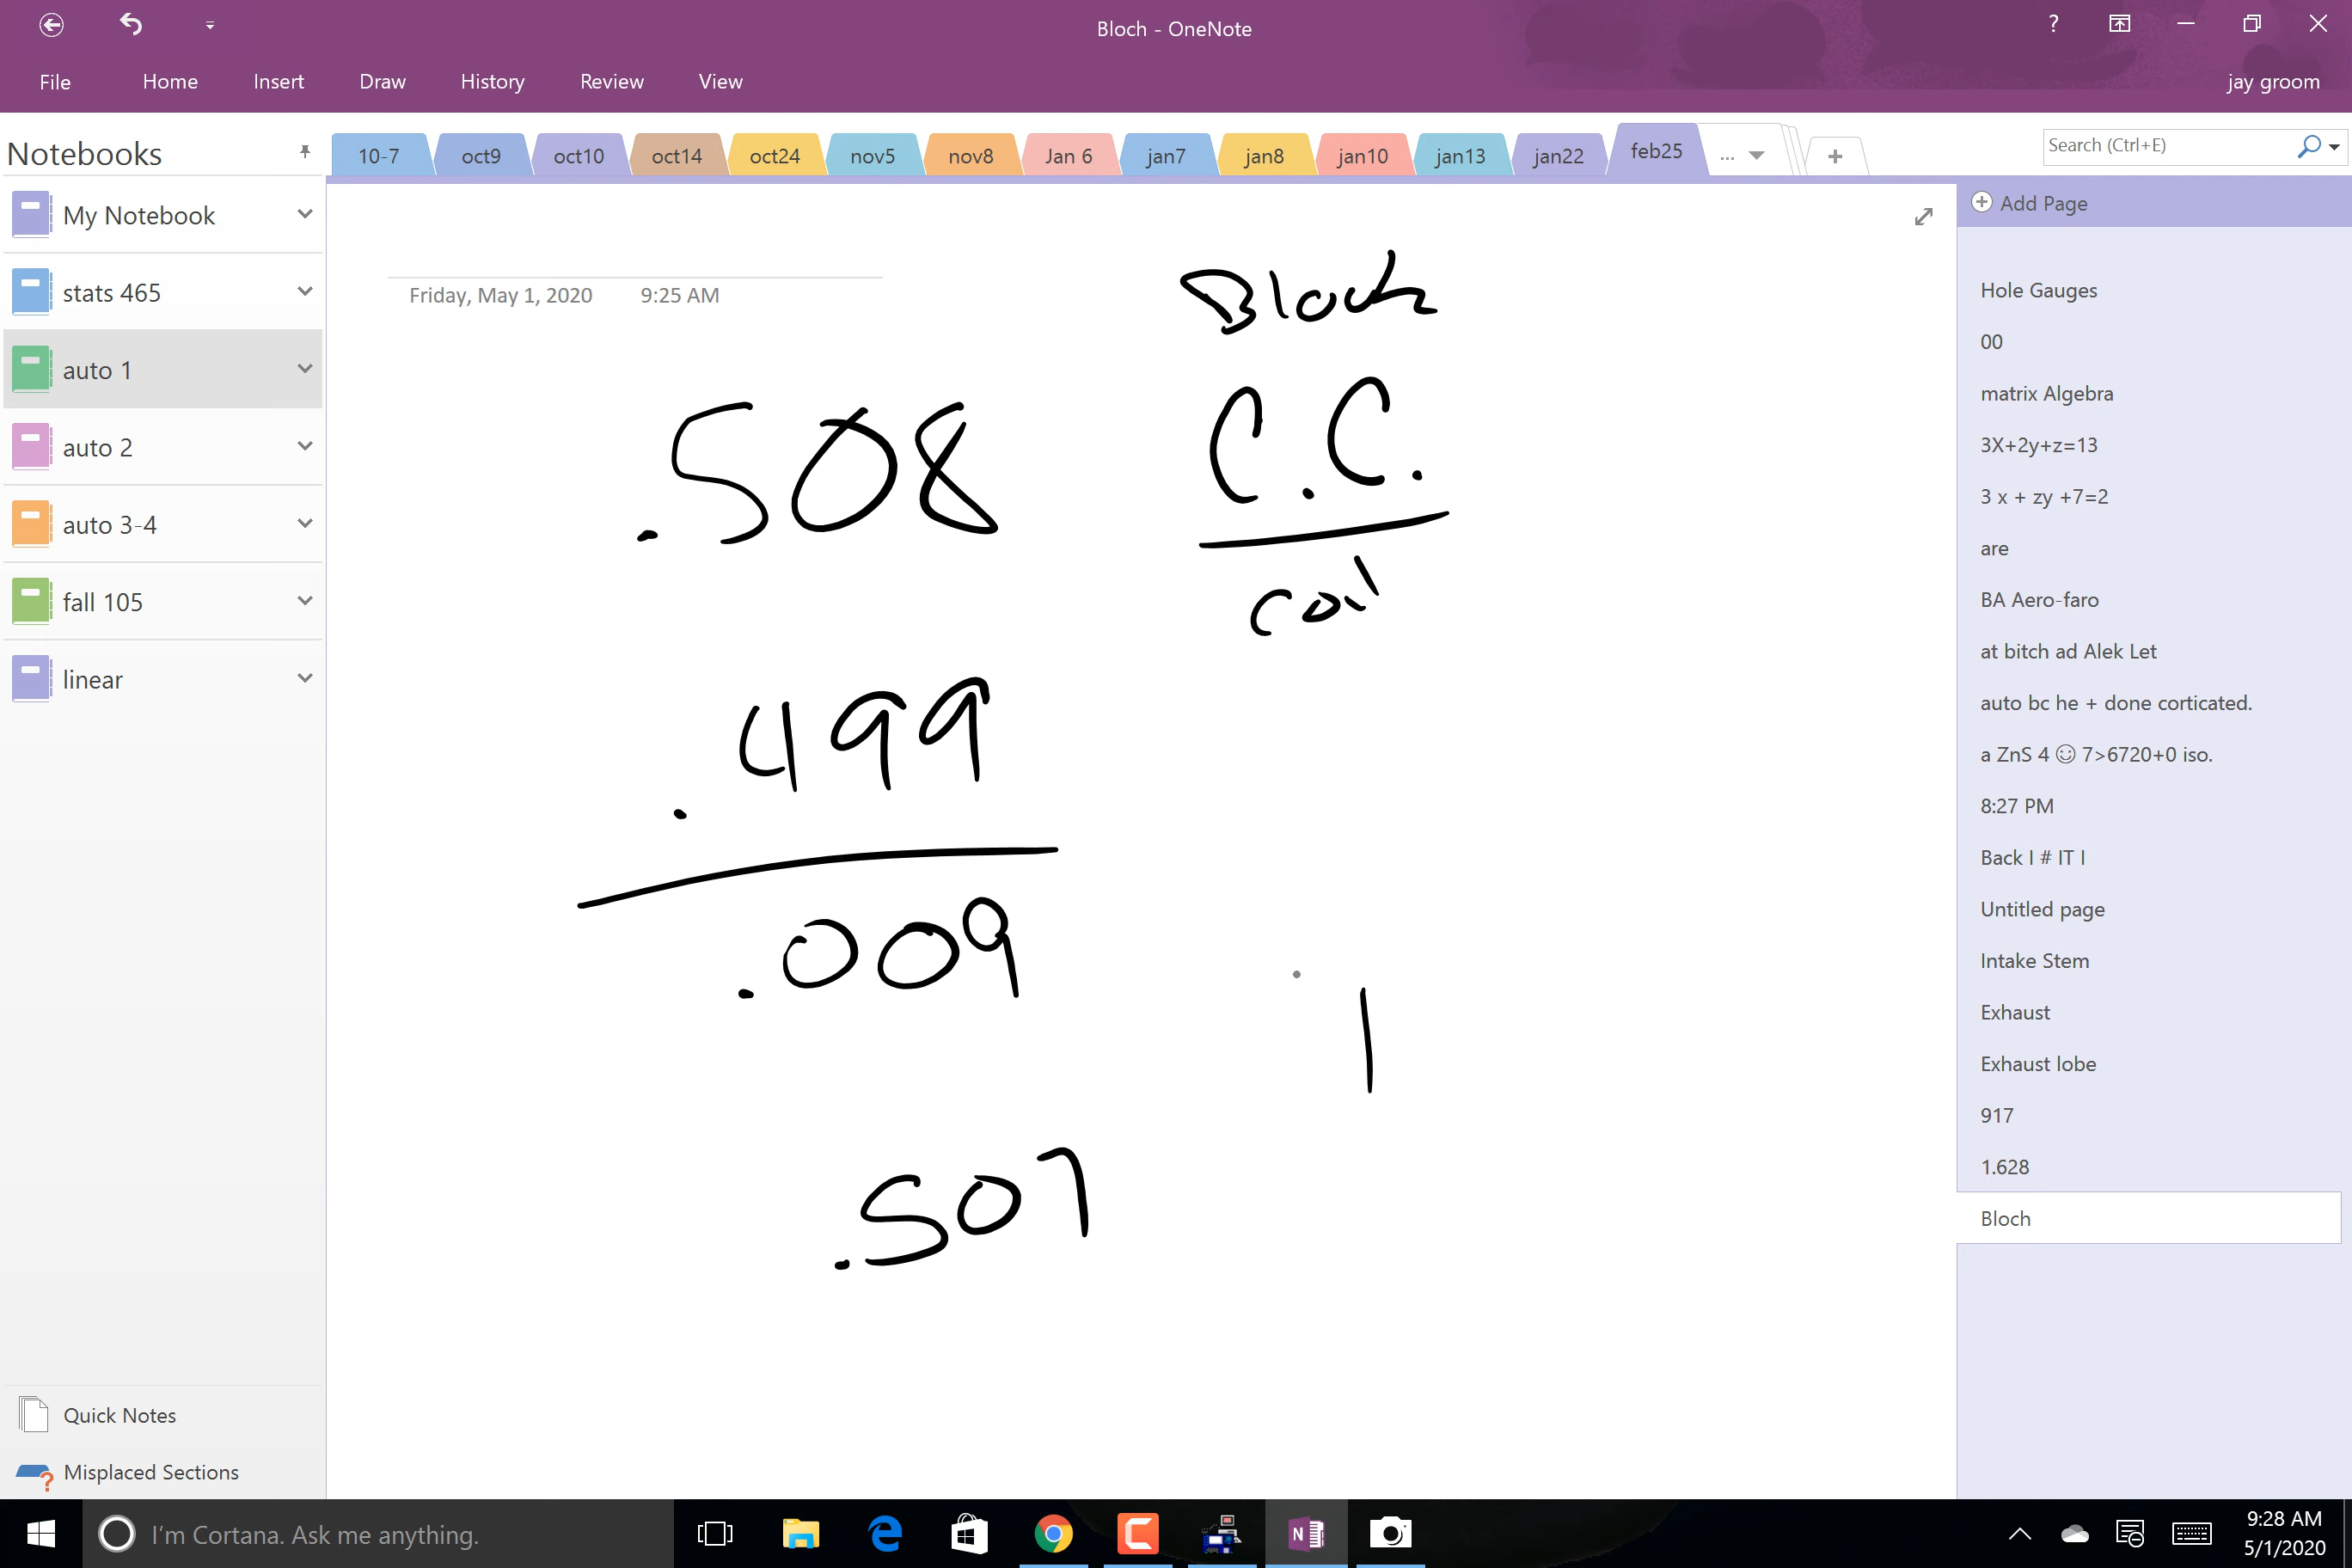 Bloch - OneNote
?
File Home Insert Draw History Review View
jay groom
Notebooks
10-7 oct9 oct10 oct14 oct24 nov5 nov8 Jan 6 jan7 jan8 jan10 jan13 jan22 feb25 ... +
Search (Ctrl+E)
My Notebook
stats 465
auto 1
auto 2
auto 3-4
fall 105
linear
Quick Notes
Misplaced Sections
Friday, May 1, 2020 9:25 AM
Bloch
.508
C.C.
.499
.009
1
.507
Add Page
Hole Gauges
00
matrix Algebra
3X+2y+z=13
3 x + zy +7=2
are
BA Aero-faro
at bitch ad Alek Let
auto bc he + done corticated.
a ZnS 4 ☺ 7>6720+0 iso.
8:27 PM
Back I # IT I
Untitled page
Intake Stem
Exhaust
Exhaust lobe
917
1.628
Bloch
I'm Cortana. Ask me anything.
9:28 AM
5/1/2020